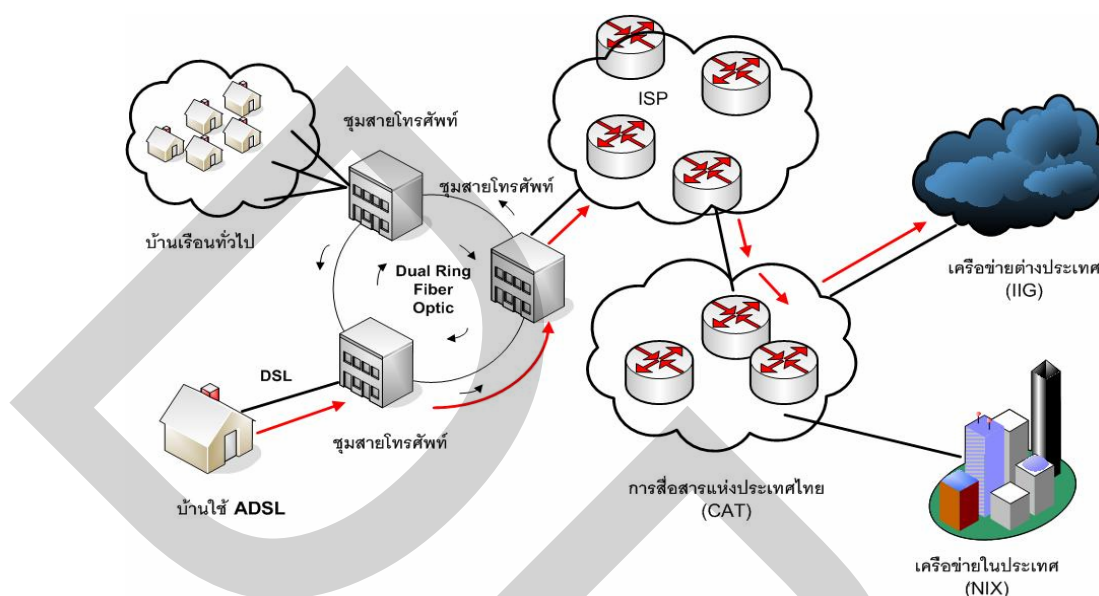 ISP
ชุมสายโทรศัพท์
ชุมสายโทรศัพท์
บ้านเรือนทั่วไป
Dual Ring
Fiber
Optic
เครือข่ายต่างประเทศ
(IIG)
DSL
ชุมสายโทรศัพท์
บ้านใช้ ADSL
การสื่อสารแห่งประเทศไทย
(CAT)
เครือข่ายในประเทศ
(NIX)